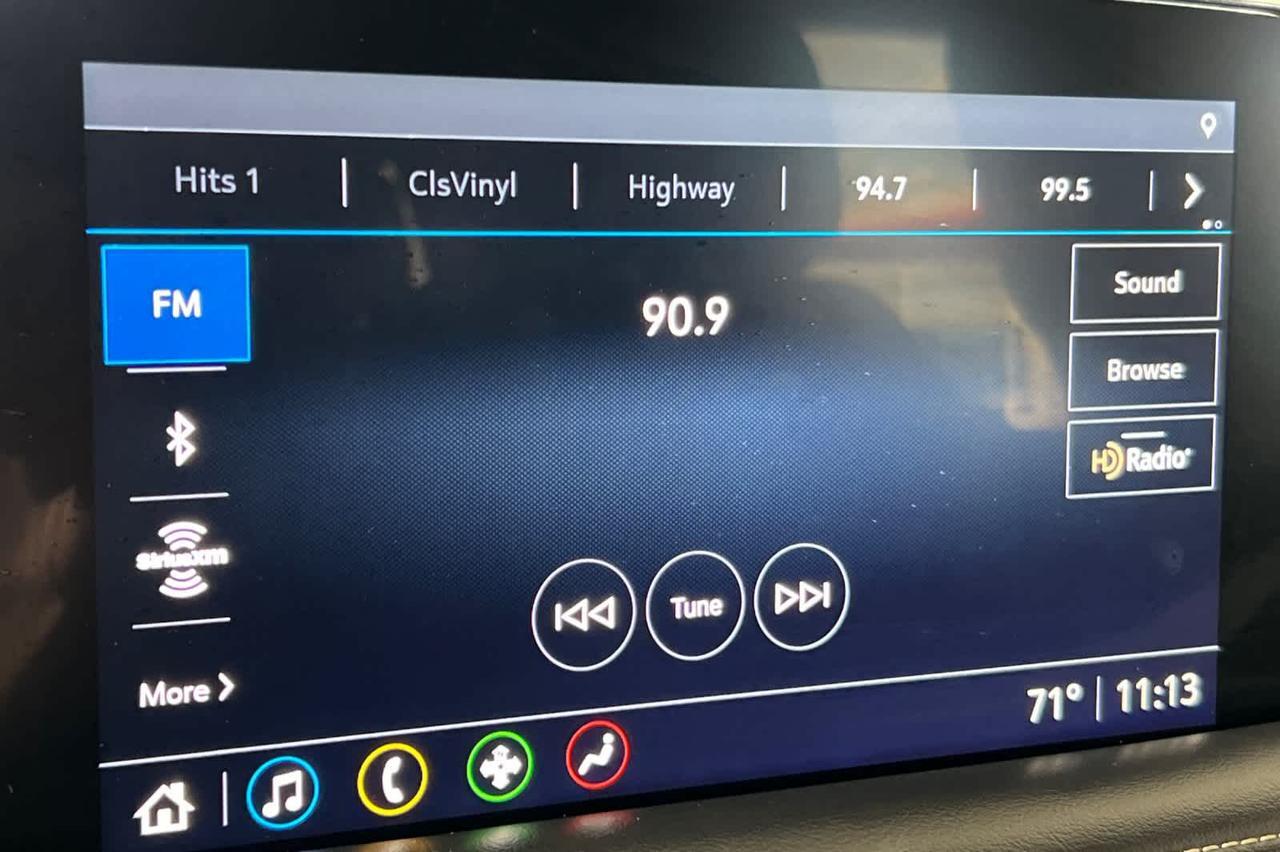 Hits 1 | ClsVinyl | Highway | 94.7 | 99.5
FM
90.9
Sound
Browse
HD Radio
SiriusXM
Tune
More
71° | 11:13